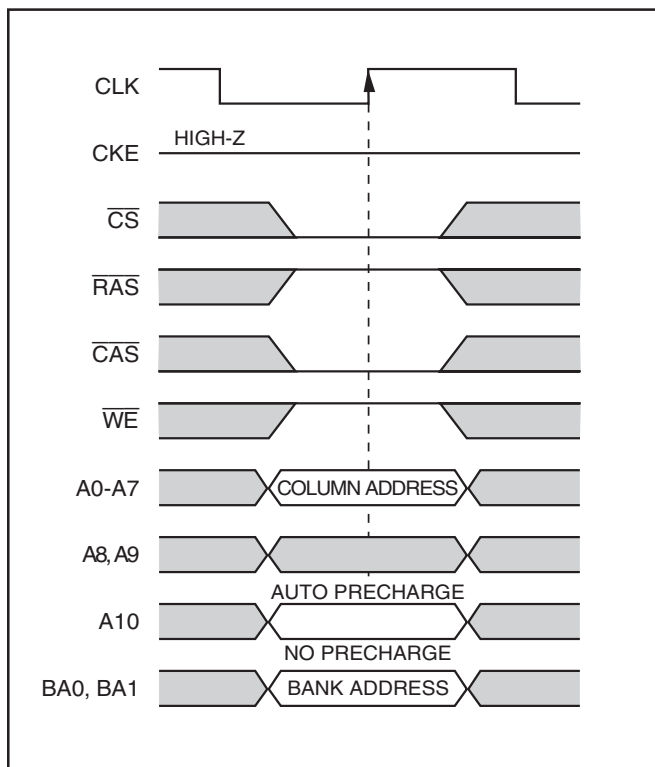 CLK
HIGH-Z
CKE
CS
RAS
CAS
WE
A0-A7 COLUMN ADDRESS
A8, A9
AUTO PRECHARGE
A10
NO PRECHARGE
BA0, BA1 BANK ADDRESS